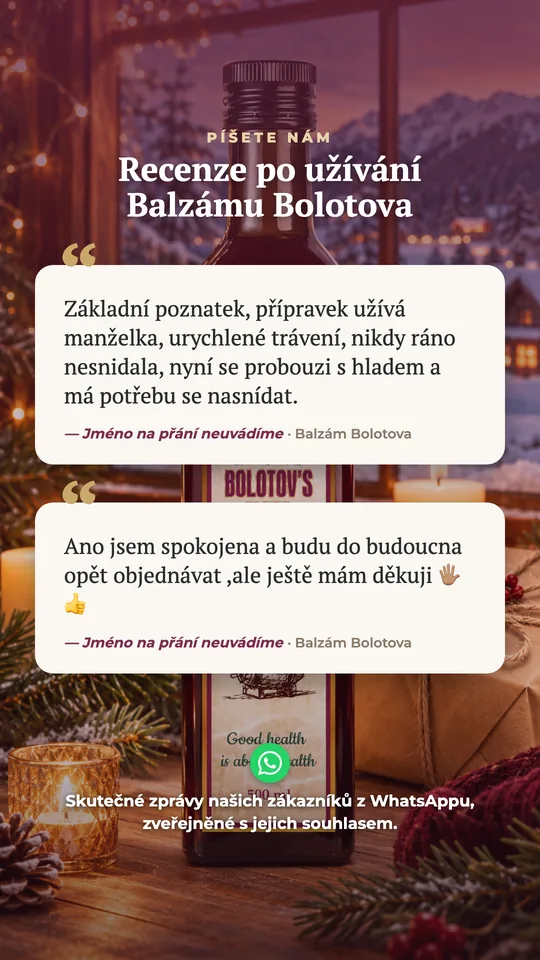 PÍŠETE NÁM
Recenze po užívání
Balzámu Bolotova
Základní poznatek, přípravek užívá
manželka, urychlené trávení, nikdy ráno
nesnidala, nyní se probouzi s hladem a
má potřebu se nasnídat.
— Jméno na přání neuvádíme · Balzám Bolotova
BOLOTOV'S
Ano jsem spokojena a budu do budoucna
opět objednávat ,ale ještě mám děkuji 🖐🏽
👍
— Jméno na přání neuvádíme · Balzám Bolotova
Good health
500 ml
Skutečné zprávy našich zákazníků z WhatsAppu,
zveřejněné s jejich souhlasem.